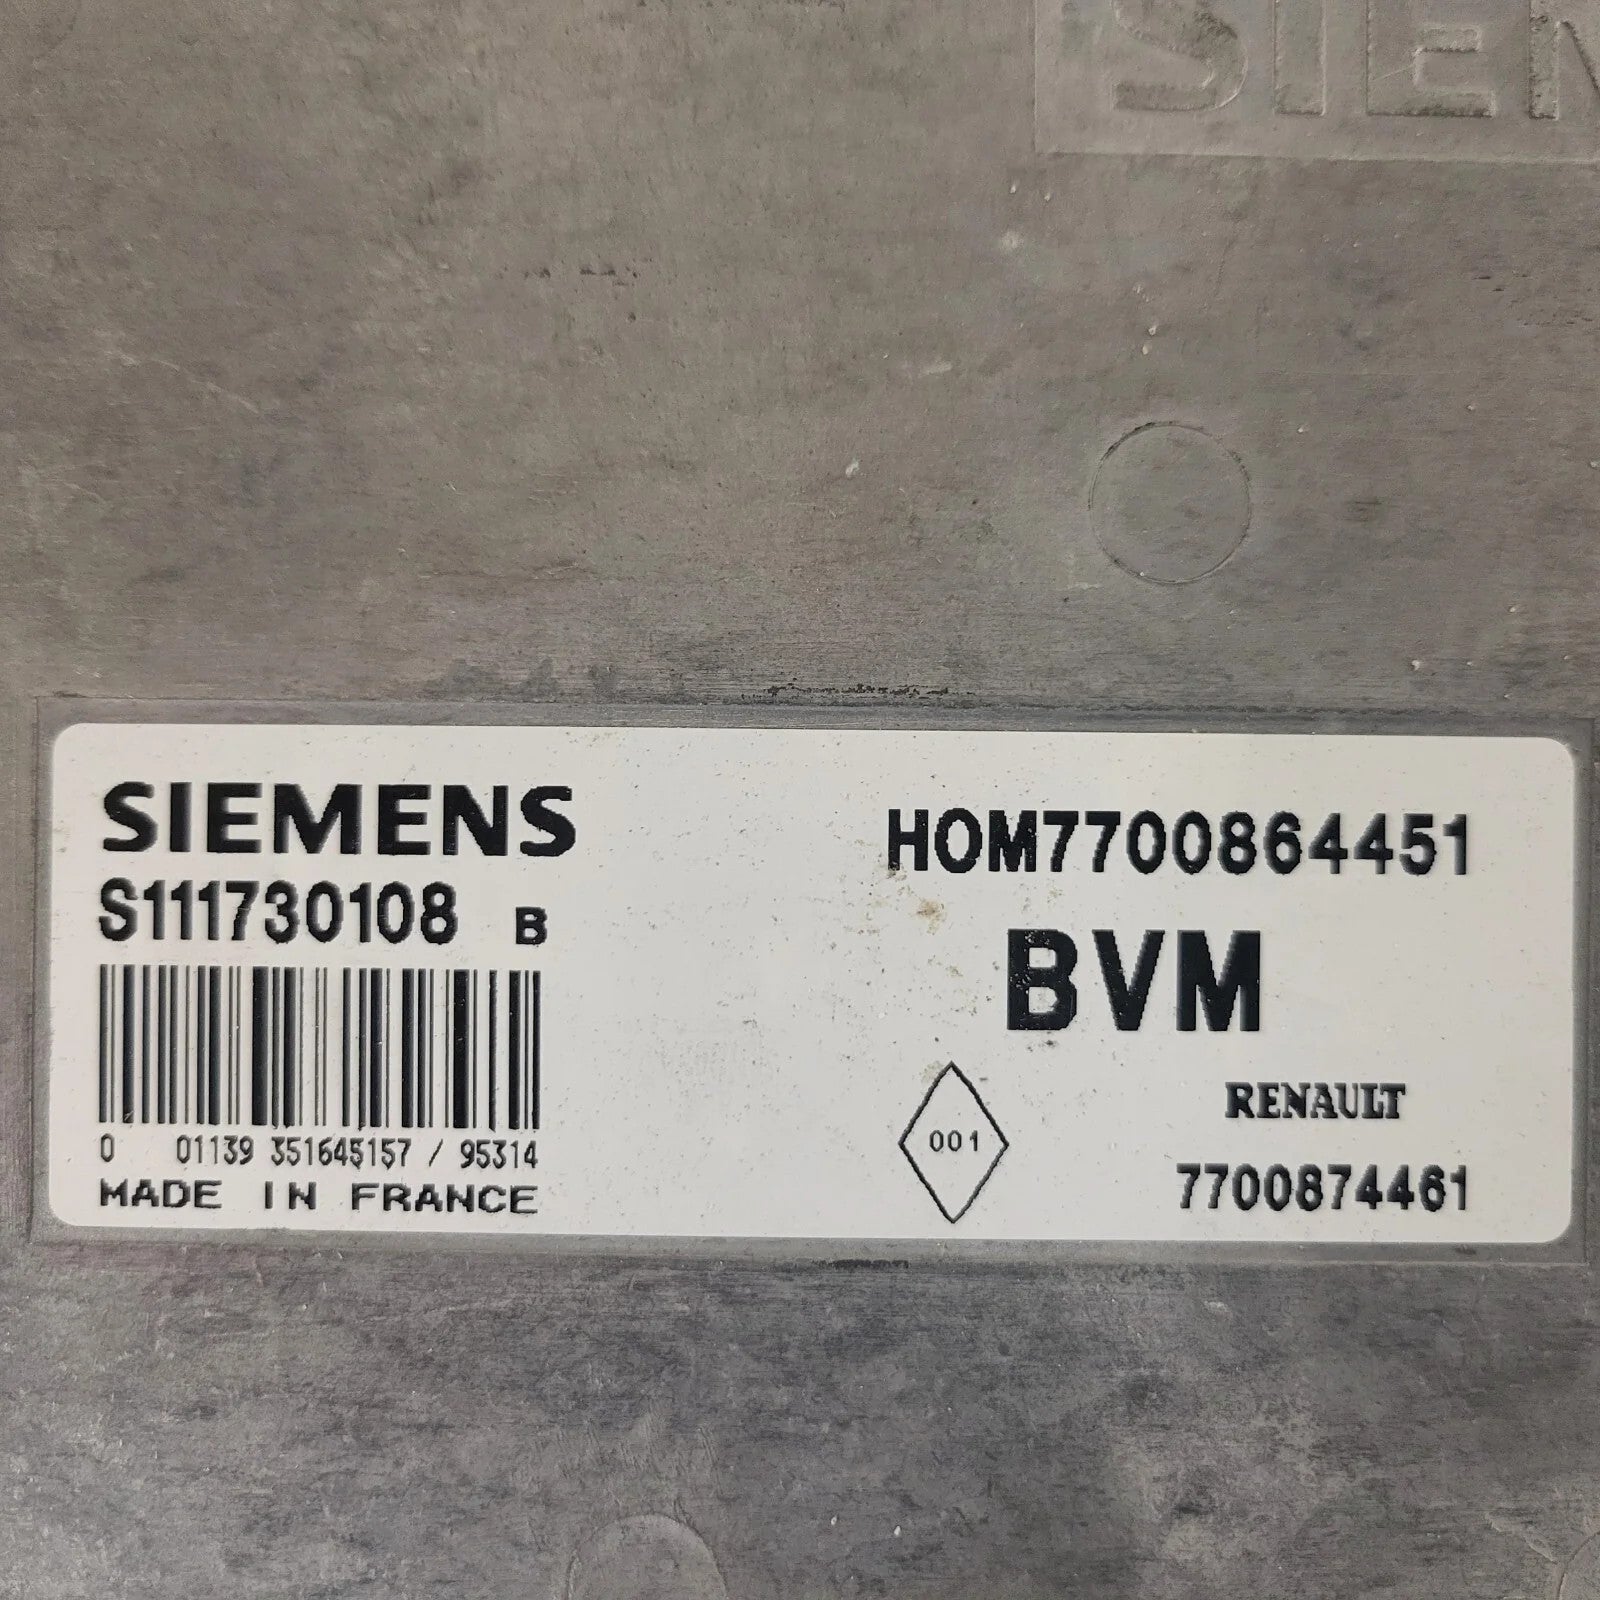 SIEMENS
S111730108 B
0 01139 351645157 / 95314
MADE IN FRANCE
HOM7700864451
BVM
001
RENAULT
7700874461